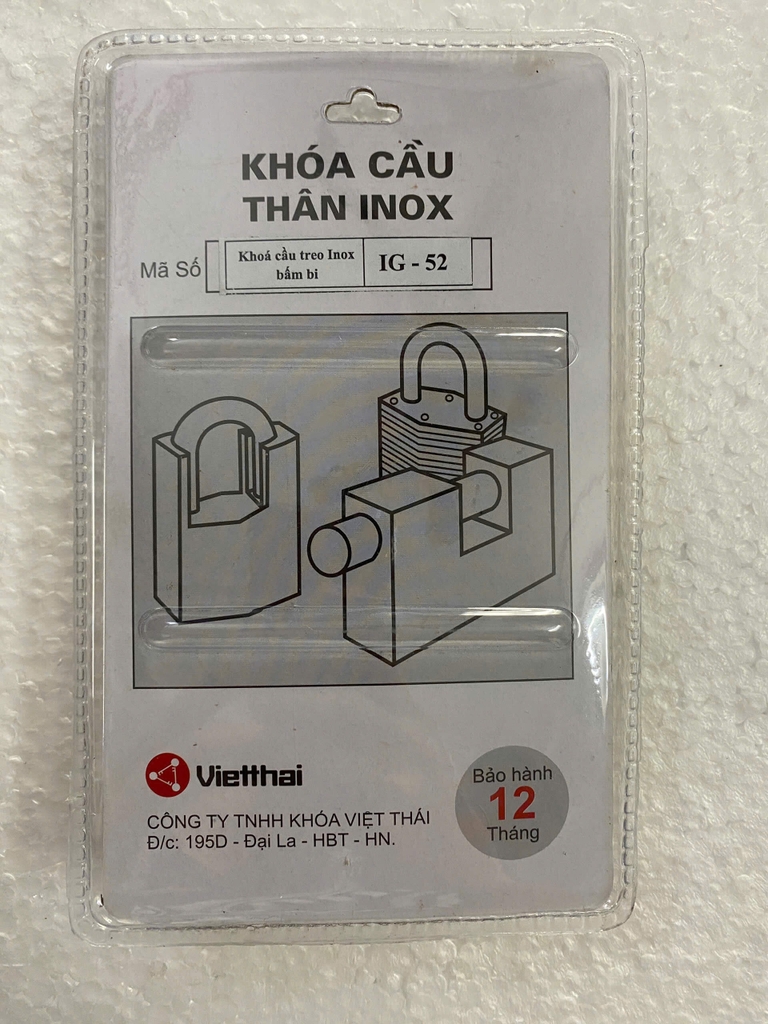 KHÓA CẦU
THÂN INOX
Mã Số
Khoá cầu treo Inox
bấm bi
IG - 52
Vietthai
CÔNG TY TNHH KHÓA VIỆT THÁI
Đ/c: 195D - Đại La - HBT - HN.
Bảo hành
12
Tháng